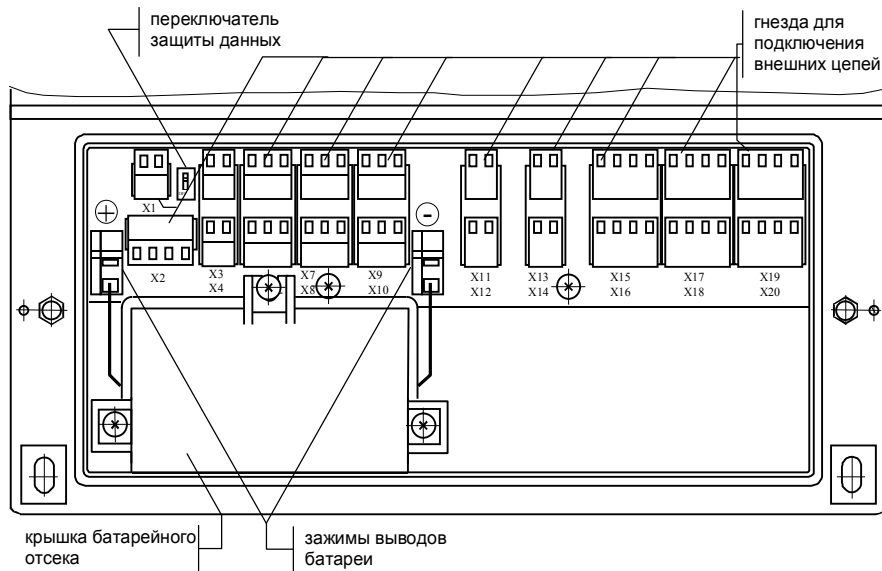 переключатель
защиты данных
гнезда для
подключения
внешних цепей
X1
+
-
X2
X3
X4
X7
X8
X9
X10
X11
X12
X13
X14
X15
X16
X17
X18
X19
X20
крышка батарейного
отсека
зажимы выводов
батареи